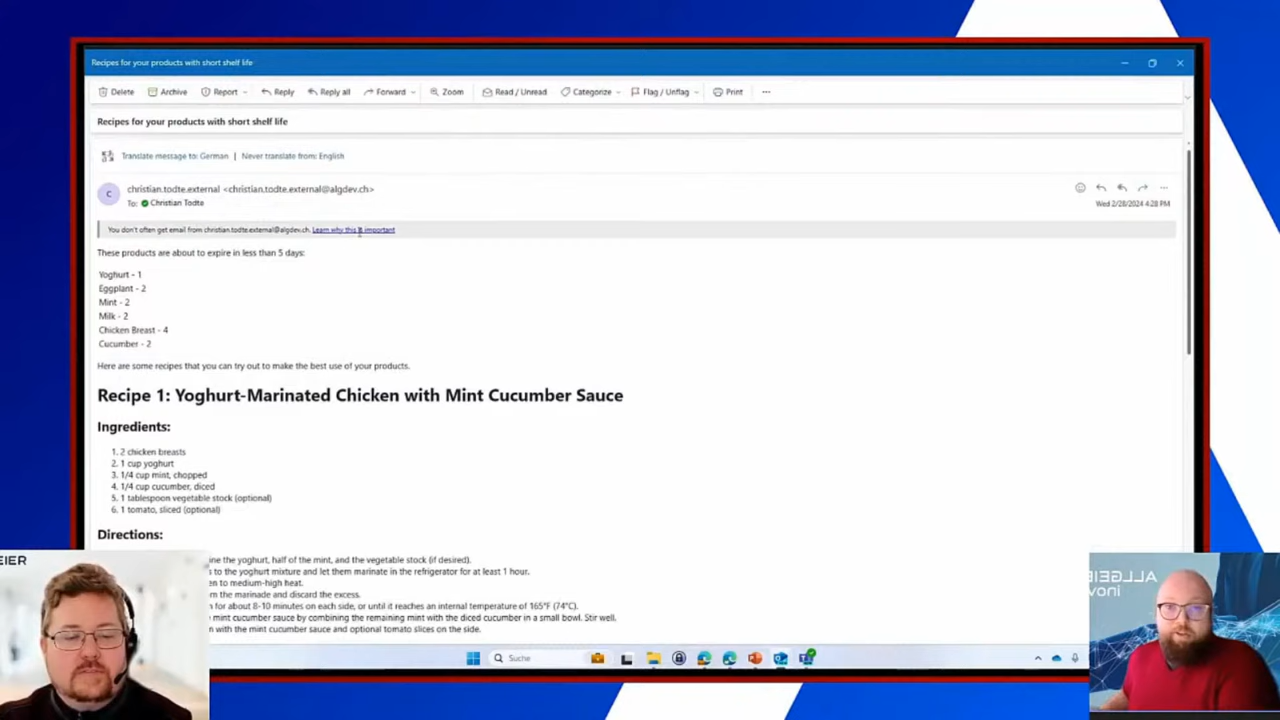 Recipes for your products with short shelf life
Delete Archive Report Reply Reply all Forward Zoom Read / Unread Categorize Flag / Unflag Print ...
Recipes for your products with short shelf life
Translate message to: German | Never translate from: English
C christian.todte.external <christian.todte.external@algdev.ch>
To: Christian Todte
Wed 2/28/2024 4:28 PM
You don't often get email from christian.todte.external@algdev.ch. Learn why this is important
These products are about to expire in less than 5 days:
Yoghurt - 1
Eggplant - 2
Mint - 2
Milk - 2
Chicken Breast - 4
Cucumber - 2
Here are some recipes that you can try out to make the best use of your products.
Recipe 1: Yoghurt-Marinated Chicken with Mint Cucumber Sauce
Ingredients:
1. 2 chicken breasts
2. 1 cup yoghurt
3. 1/4 cup mint, chopped
4. 1/4 cup cucumber, diced
5. 1 tablespoon vegetable stock (optional)
6. 1 tomato, sliced (optional)
Directions:
ine the yoghurt, half of the mint, and the vegetable stock (if desired).
s to the yoghurt mixture and let them marinate in the refrigerator for at least 1 hour.
en to medium-high heat.
m the marinade and discard the excess.
n for about 8-10 minutes on each side, or until it reaches an internal temperature of 165°F (74°C).
e mint cucumber sauce by combining the remaining mint with the diced cucumber in a small bowl. Stir well.
n with the mint cucumber sauce and optional tomato slices on the side.
Suche
EIER
ALLGEIE
inov